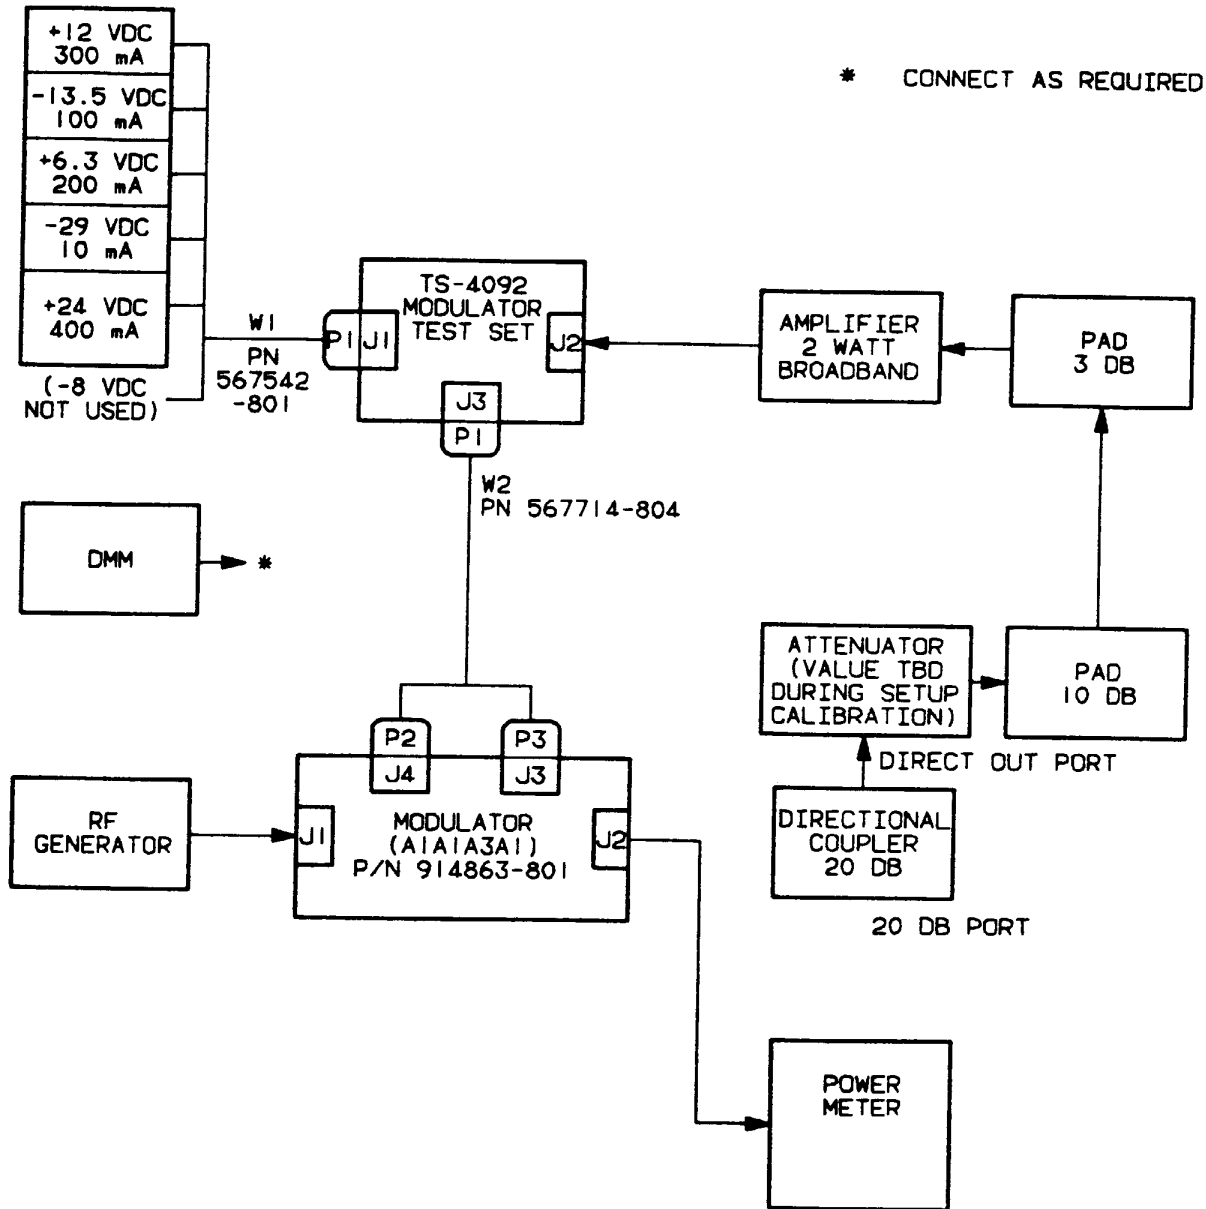 +12 VDC
300 mA
-13.5 VDC
100 mA
+6.3 VDC
200 mA
-29 VDC
10 mA
+24 VDC
400 mA
(-8 VDC
NOT USED)
* CONNECT AS REQUIRED
W1
PN
567542
-801
P1
J1
TS-4092
MODULATOR
TEST SET
J2
J3
P1
AMPLIFIER
2 WATT
BROADBAND
PAD
3 DB
W2
PN 567714-804
DMM
*
ATTENUATOR
(VALUE TBD
DURING SETUP
CALIBRATION)
PAD
10 DB
DIRECT OUT PORT
P2
J4
P3
J3
RF
GENERATOR
J1
MODULATOR
(A1A1A3A1)
P/N 914863-801
J2
DIRECTIONAL
COUPLER
20 DB
20 DB PORT
POWER
METER